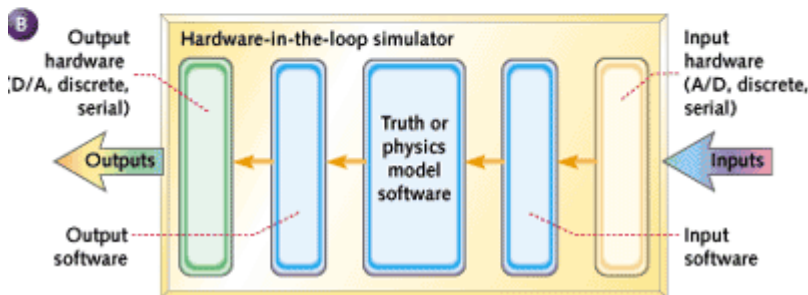 B
Output
hardware
(D/A, discrete,
serial)
Hardware-in-the-loop simulator
Input
hardware
(A/D, discrete,
serial)
Truth or
physics
model
software
Outputs
Inputs
Output
software
Input
software